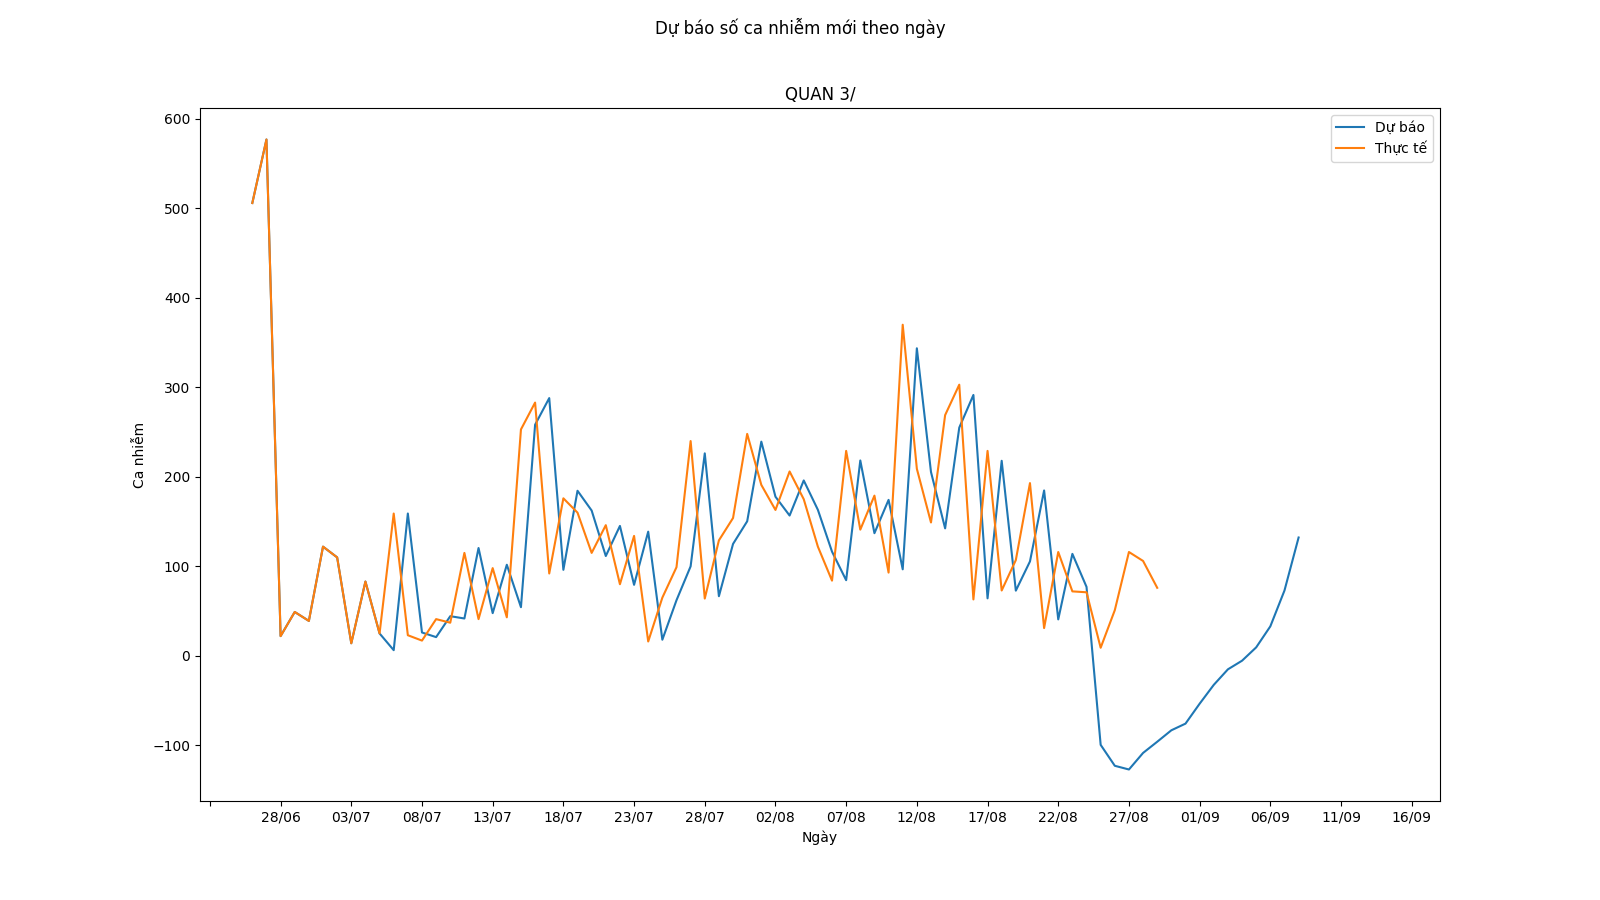 Dự báo số ca nhiễm mới theo ngày
QUAN 3/
Dự báo
Thực tế
600
500
400
300
200
100
0
−100
Ca nhiễm
28/06 03/07 08/07 13/07 18/07 23/07 28/07 02/08 07/08 12/08 17/08 22/08 27/08 01/09 06/09 11/09 16/09
Ngày